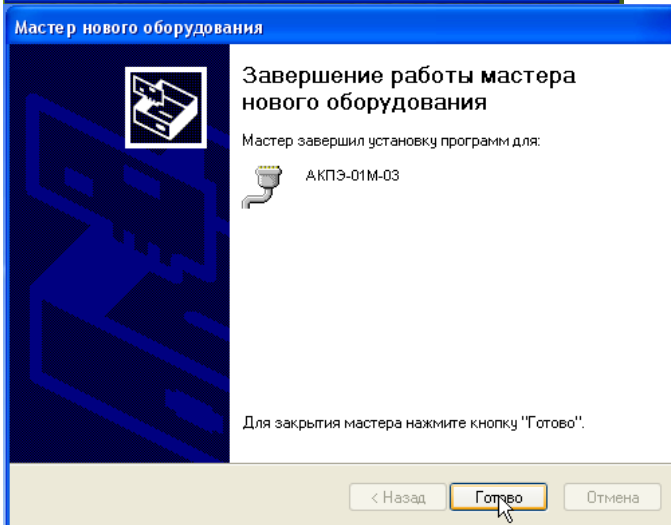 Мастер нового оборудования
Завершение работы мастера
нового оборудования
Мастер завершил установку программ для:
АКПЭ-01М-03
Для закрытия мастера нажмите кнопку "Готово".
< Назад
Готово
Отмена